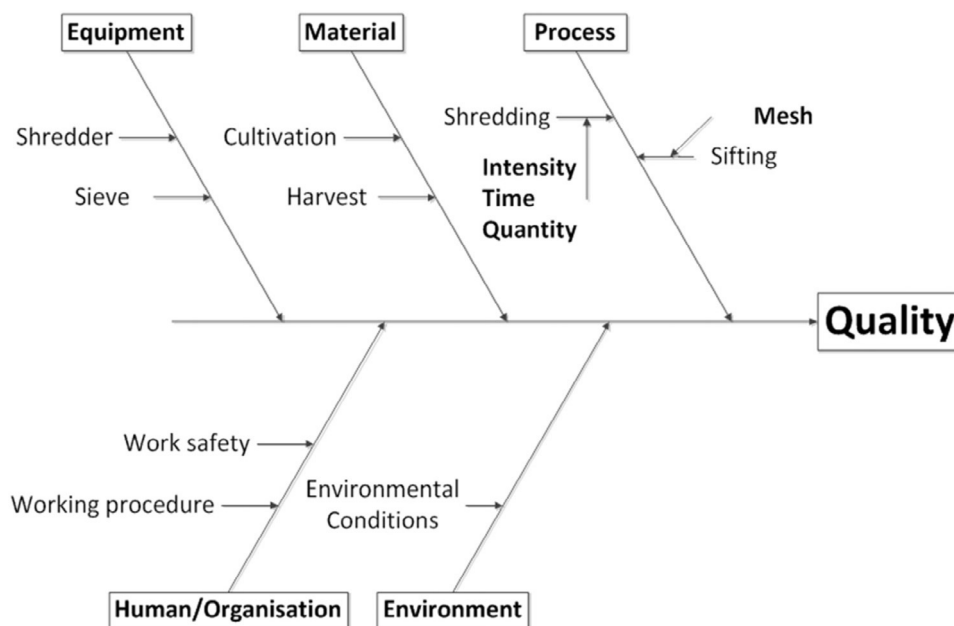 Equipment
Material
Process
Shredding
Mesh
Shredder
Cultivation
Sifting
Intensity
Sieve
Harvest
Time
Quantity
Quality
Work safety
Working procedure
Environmental
Conditions
Human/Organisation
Environment